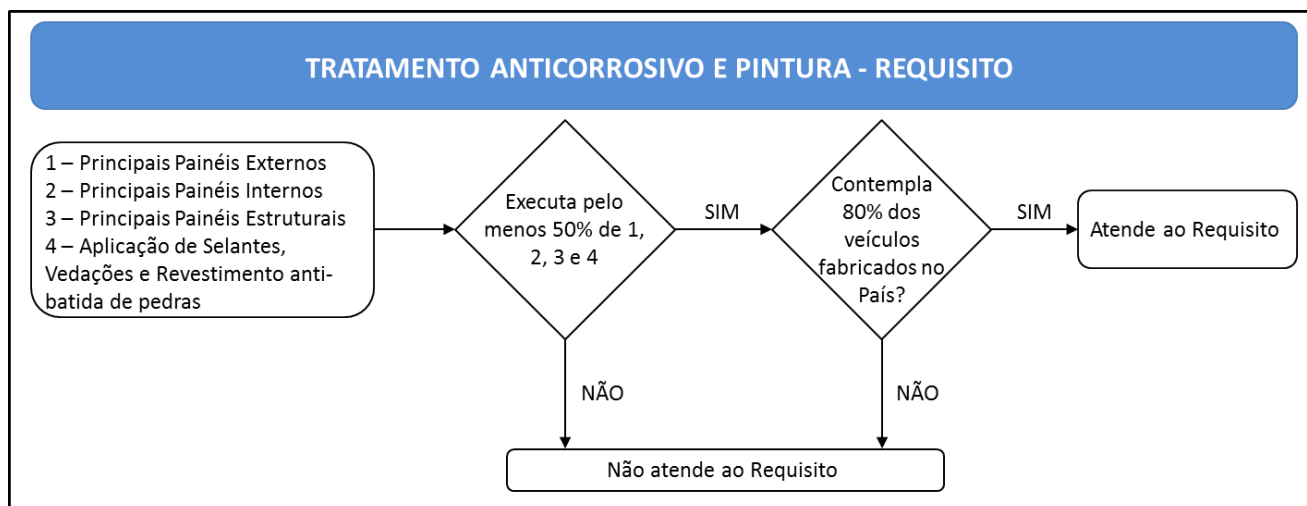 TRATAMENTO ANTICORROSIVO E PINTURA - REQUISITO
1 – Principais Painéis Externos
2 – Principais Painéis Internos
3 – Principais Painéis Estruturais
4 – Aplicação de Selantes,
Vedações e Revestimento anti-
batida de pedras
Executa pelo
menos 50% de 1,
2, 3 e 4
SIM
Contempla
80% dos
veículos
fabricados no
País?
SIM
Atende ao Requisito
NÃO
NÃO
Não atende ao Requisito